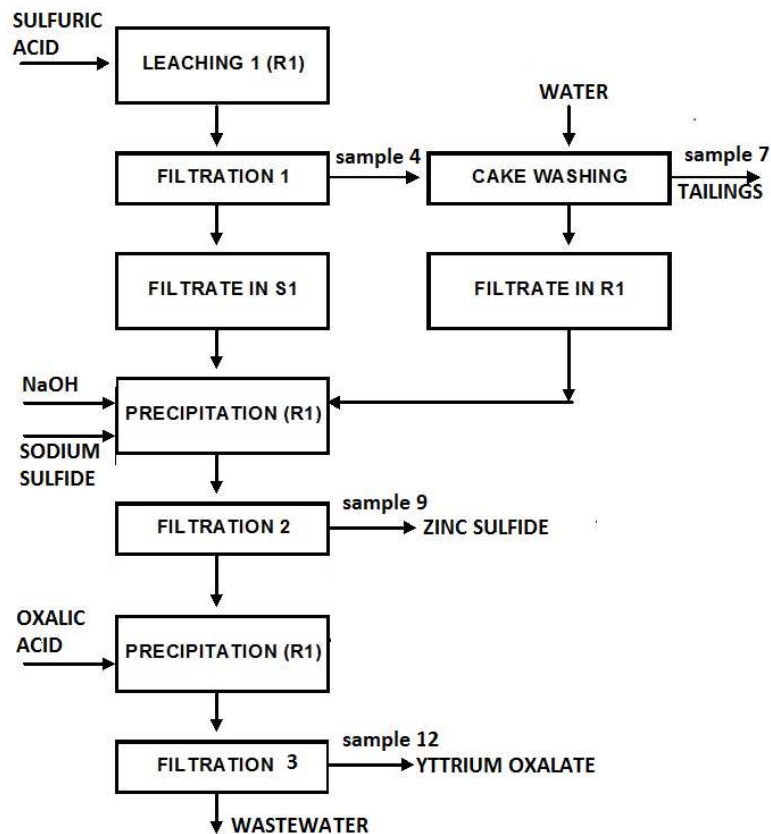 SULFURIC
ACID
LEACHING 1 (R1)
WATER
FILTRATION 1
sample 4
CAKE WASHING
sample 7
TAILINGS
FILTRATE IN S1
FILTRATE IN R1
NaOH
PRECIPITATION (R1)
SODIUM
SULFIDE
FILTRATION 2
sample 9
ZINC SULFIDE
OXALIC
ACID
PRECIPITATION (R1)
FILTRATION 3
sample 12
YTTRIUM OXALATE
WASTEWATER